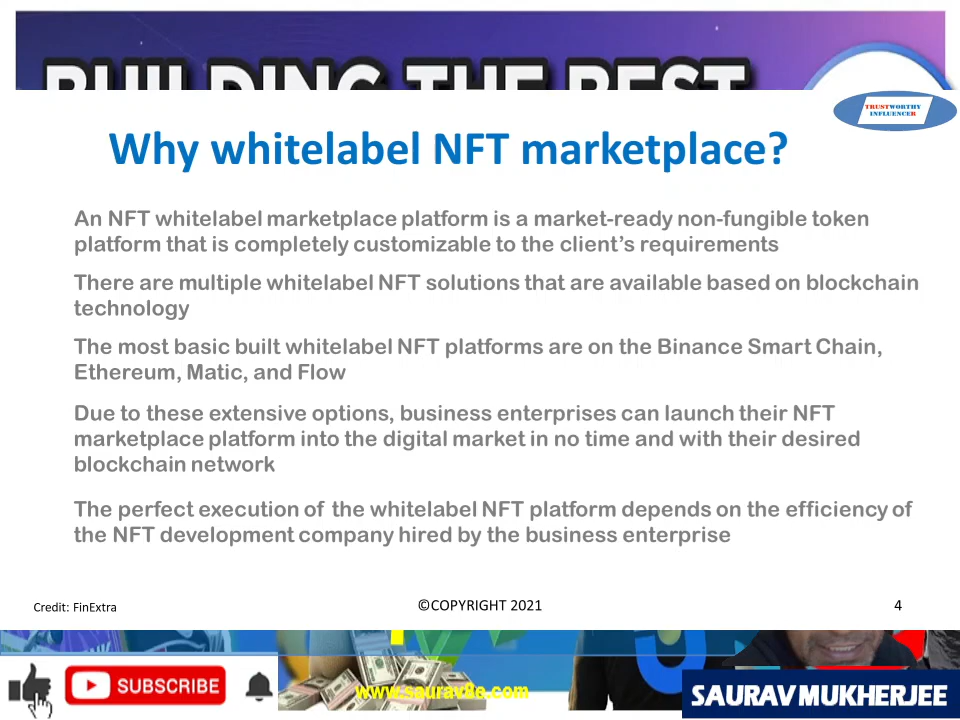 BUILDING THE BEST
TRUSTWORTHY
INFLUENCER
Why whitelabel NFT marketplace?
An NFT whitelabel marketplace platform is a market-ready non-fungible token
platform that is completely customizable to the client’s requirements
There are multiple whitelabel NFT solutions that are available based on blockchain
technology
The most basic built whitelabel NFT platforms are on the Binance Smart Chain,
Ethereum, Matic, and Flow
Due to these extensive options, business enterprises can launch their NFT
marketplace platform into the digital market in no time and with their desired
blockchain network
The perfect execution of the whitelabel NFT platform depends on the efficiency of
the NFT development company hired by the business enterprise
Credit: FinExtra
©COPYRIGHT 2021
4
SUBSCRIBE
www.saurav8o.com
SAURAV MUKHERJEE